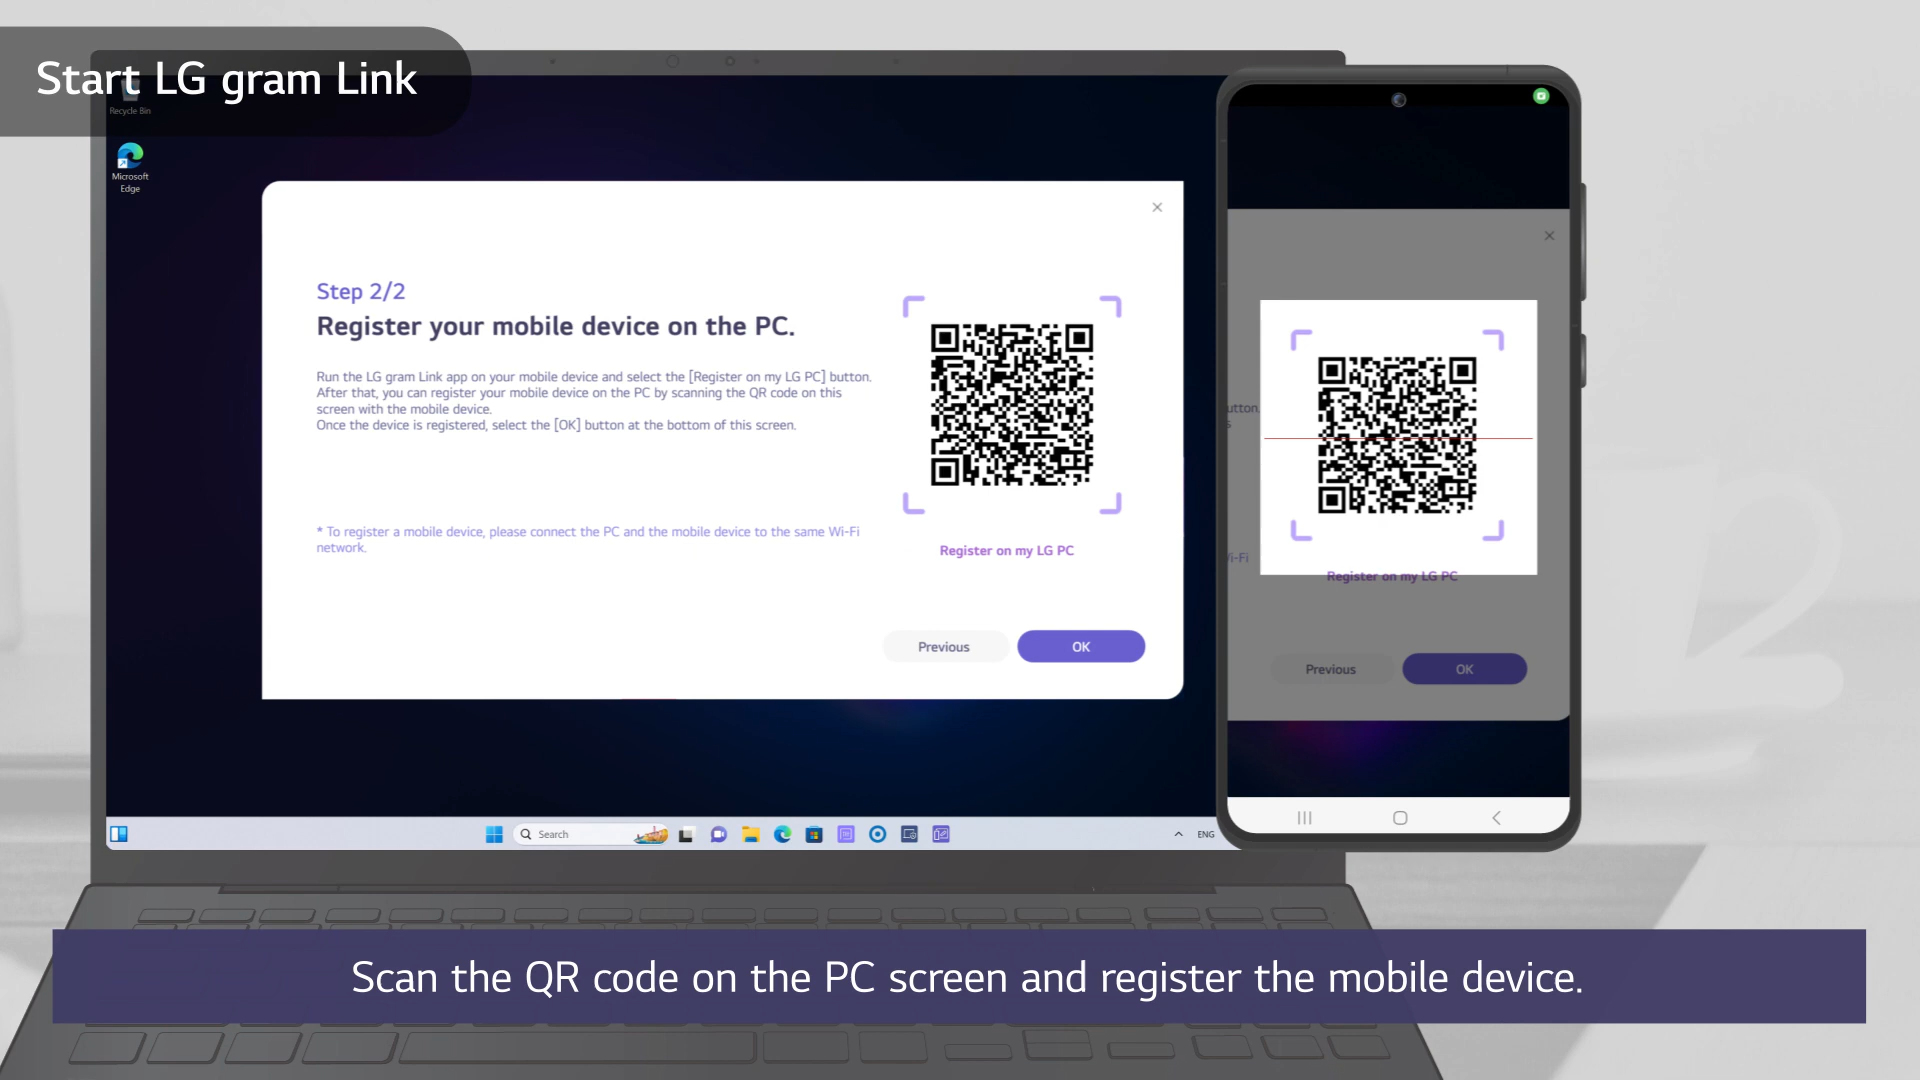 Start LG gram Link
Recycle Bin
Microsoft
Edge
Step 2/2
Register your mobile device on the PC.
Run the LG gram Link app on your mobile device and select the [Register on my LG PC] button.
After that, you can register your mobile device on the PC by scanning the QR code on this
screen with the mobile device.
Once the device is registered, select the [OK] button at the bottom of this screen.
* To register a mobile device, please connect the PC and the mobile device to the same Wi-Fi
network.
Register on my LG PC
Previous
OK
Search
ENG
utton.
s
i-Fi
Register on my LG PC
Previous
OK
Scan the QR code on the PC screen and register the mobile device.